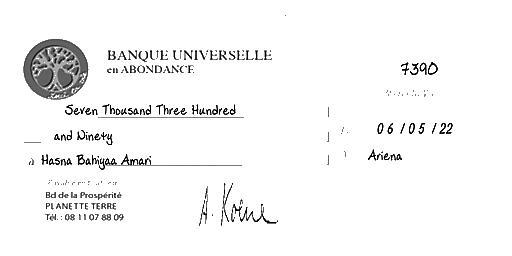 BANQUE UNIVERSELLE
en ABONDANCE
7390
Seven Thousand Three Hundred
and Ninety
06/05/22
à Hasna Bahiyaa Amari
Ariena
Bd de la Prospérité
PLANETTE TERRE
Tél. : 08 11 07 88 09
A. Koene